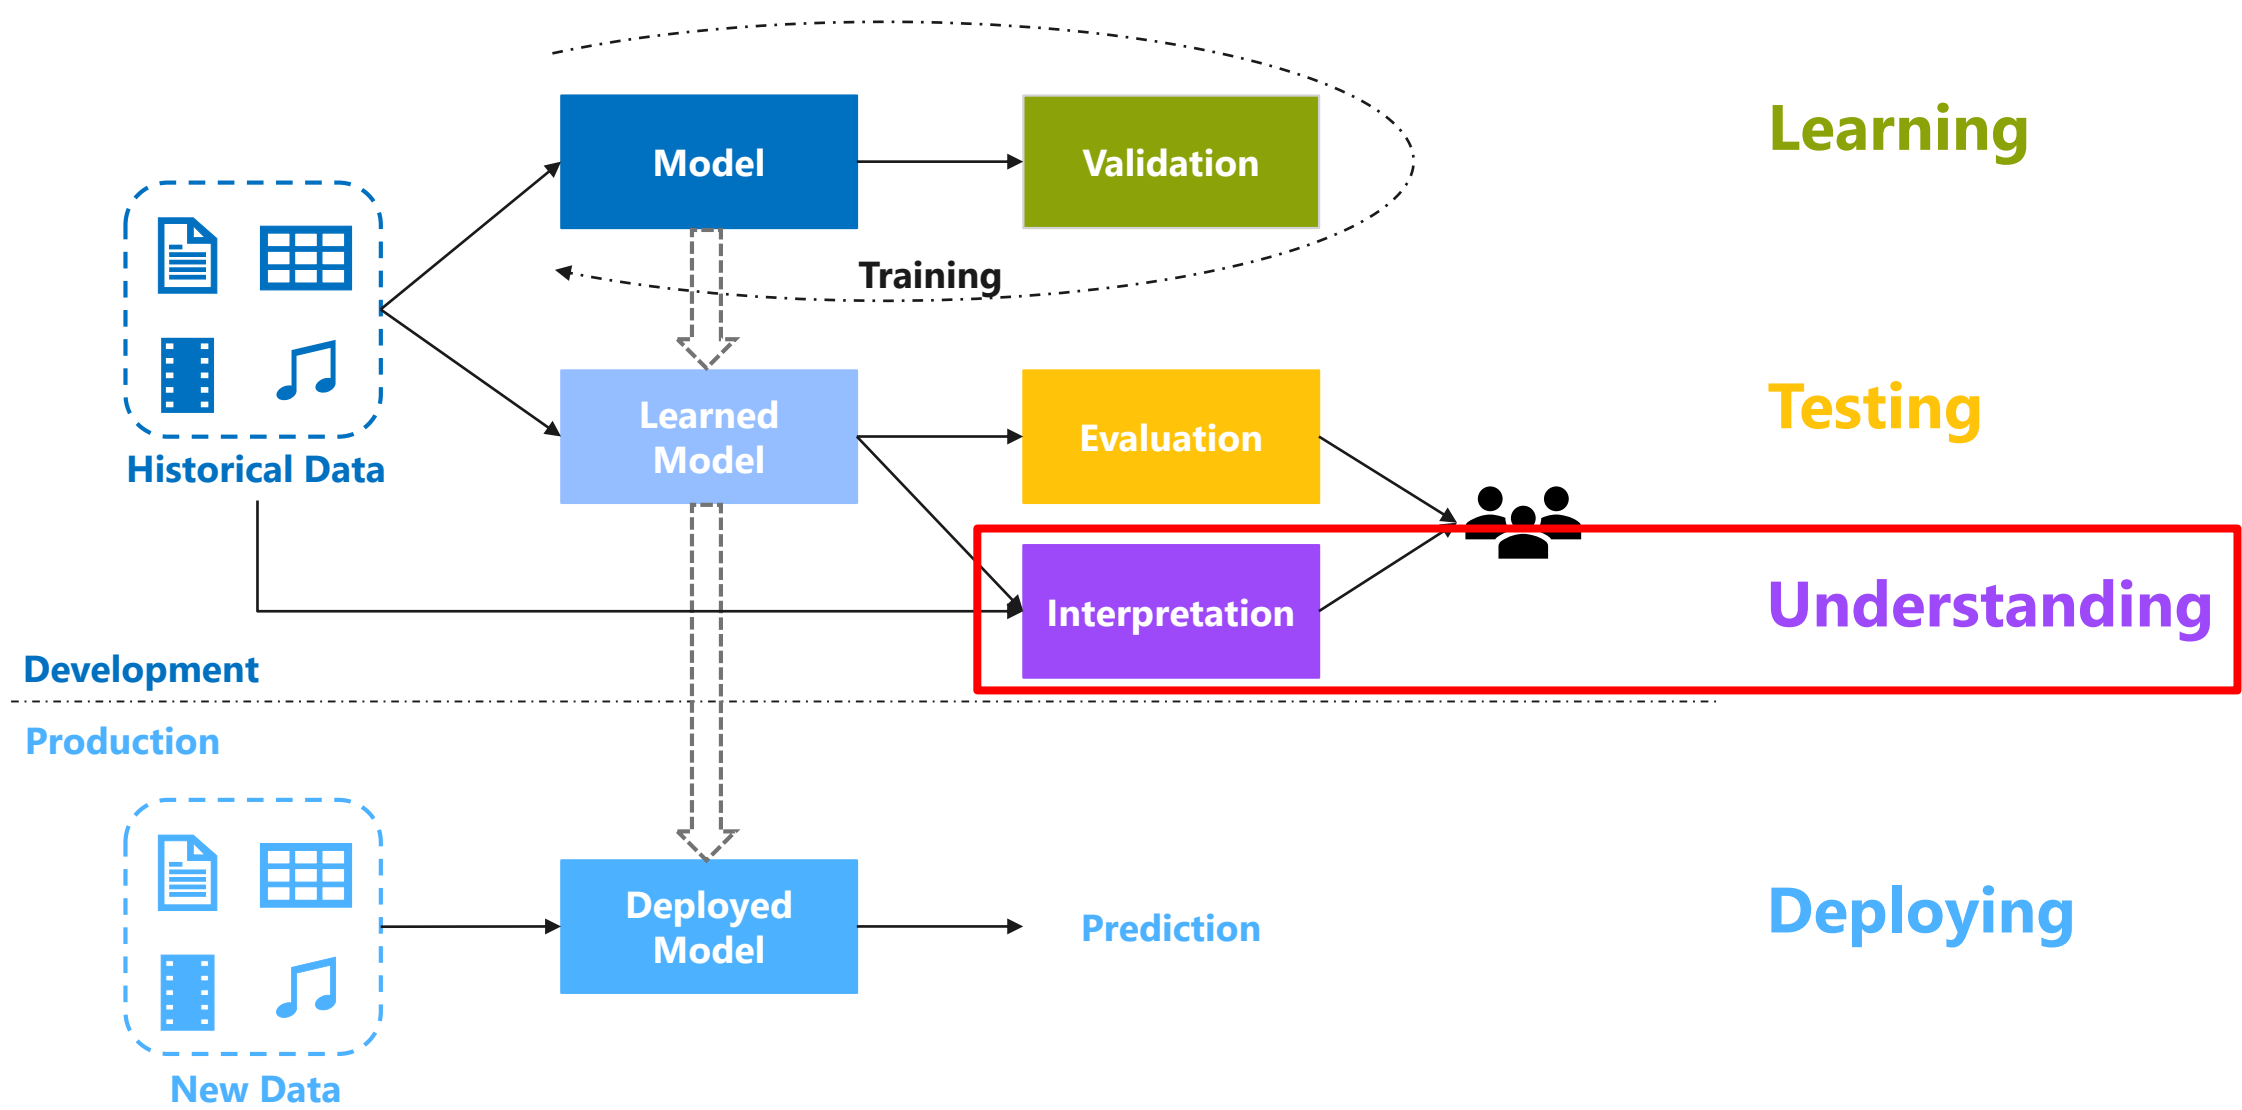 Model
Validation
Learning
Training
Historical Data
Learned
Model
Evaluation
Testing
Interpretation
Understanding
Development
Production
Deployed
Model
Prediction
Deploying
New Data